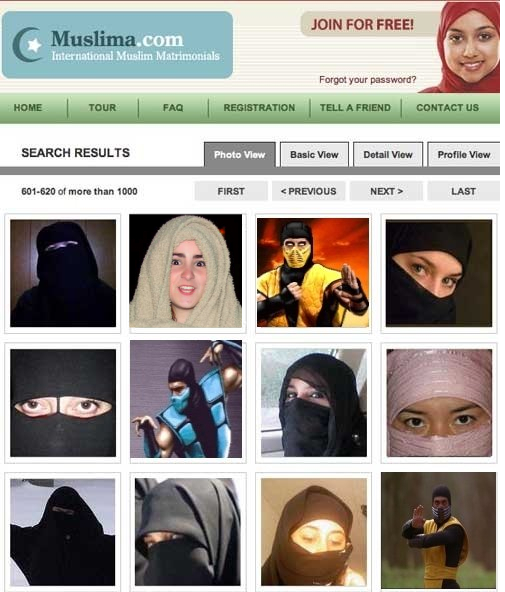 JOIN FOR FREE!
Muslima.com
International Muslim Matrimonials
Forgot your password?
HOME TOUR FAQ REGISTRATION TELL A FRIEND CONTACT US
SEARCH RESULTS Photo View Basic View Detail View Profile View
601-620 of more than 1000 FIRST < PREVIOUS NEXT > LAST